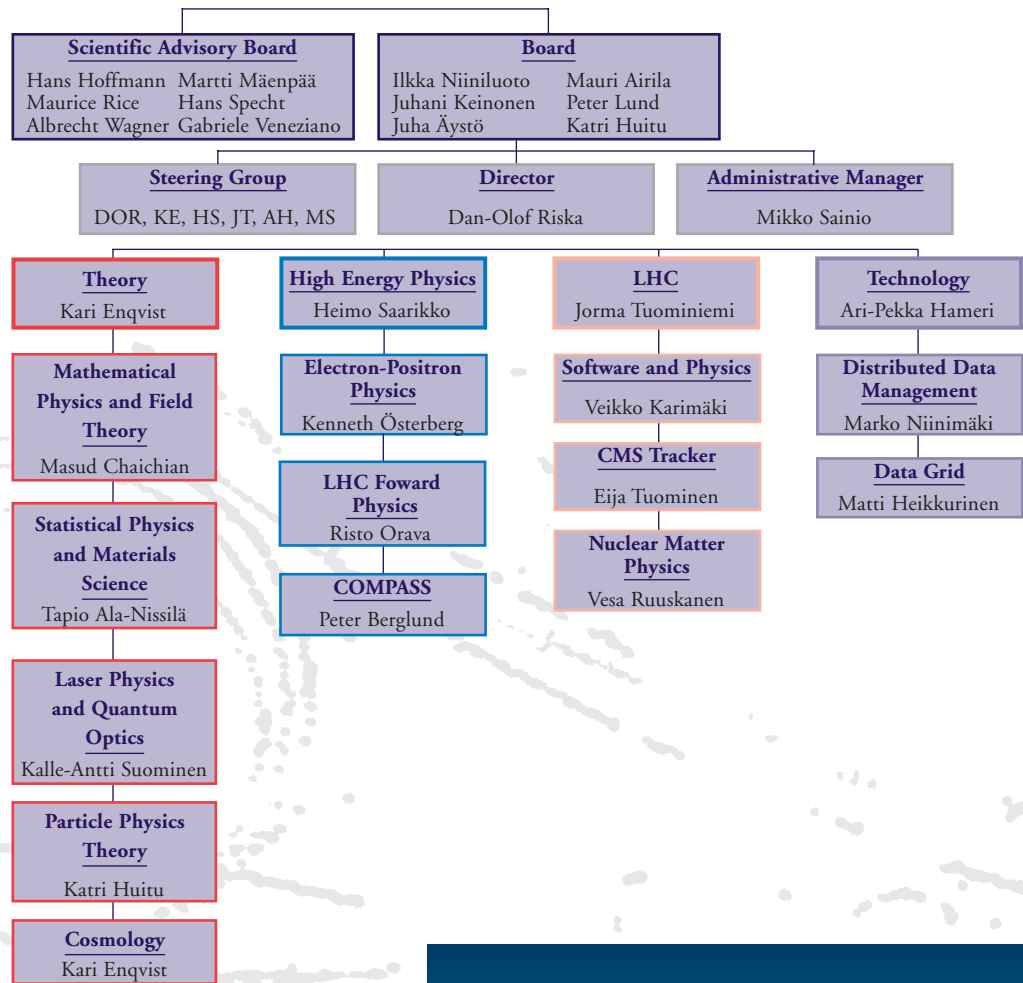 Scientific Advisory Board
Hans Hoffmann Martti Mäenpää
Maurice Rice Hans Specht
Albrecht Wagner Gabriele Veneziano
Board
Ilkka Niiniluoto Mauri Airila
Juhani Keinonen Peter Lund
Juha Äystö Katri Huitu
Steering Group
DOR, KE, HS, JT, AH, MS
Director
Dan-Olof Riska
Administrative Manager
Mikko Sainio
Theory
Kari Enqvist
Mathematical
Physics and Field
Theory
Masud Chaichian
Statistical Physics
and Materials
Science
Tapio Ala-Nissilä
Laser Physics
and Quantum
Optics
Kalle-Antti Suominen
Particle Physics
Theory
Katri Huitu
Cosmology
Kari Enqvist
High Energy Physics
Heimo Saarikko
Electron-Positron
Physics
Kenneth Österberg
LHC Foward
Physics
Risto Orava
COMPASS
Peter Berglund
LHC
Jorma Tuominiemi
Software and Physics
Veikko Karimäki
CMS Tracker
Eija Tuominen
Nuclear Matter
Physics
Vesa Ruuskanen
Technology
Ari-Pekka Hameri
Distributed Data
Management
Marko Niinimäki
Data Grid
Matti Heikkurinen